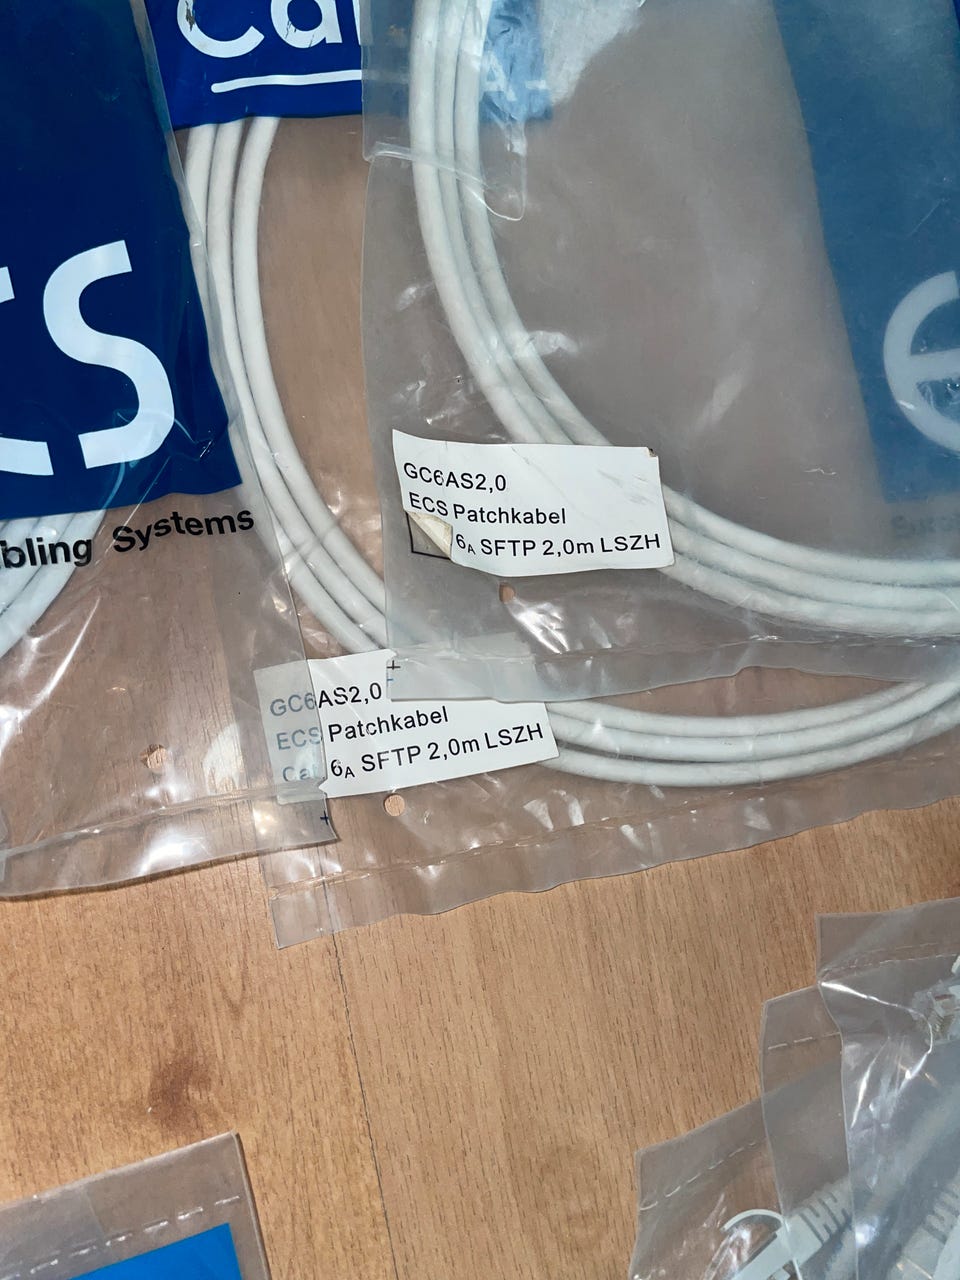 Ca
CS
bling Systems
GC6AS2,0
ECS Patchkabel
6A SFTP 2,0m LSZH
GC6AS2,0
ECS Patchkabel
Cat 6A SFTP 2,0m LSZH